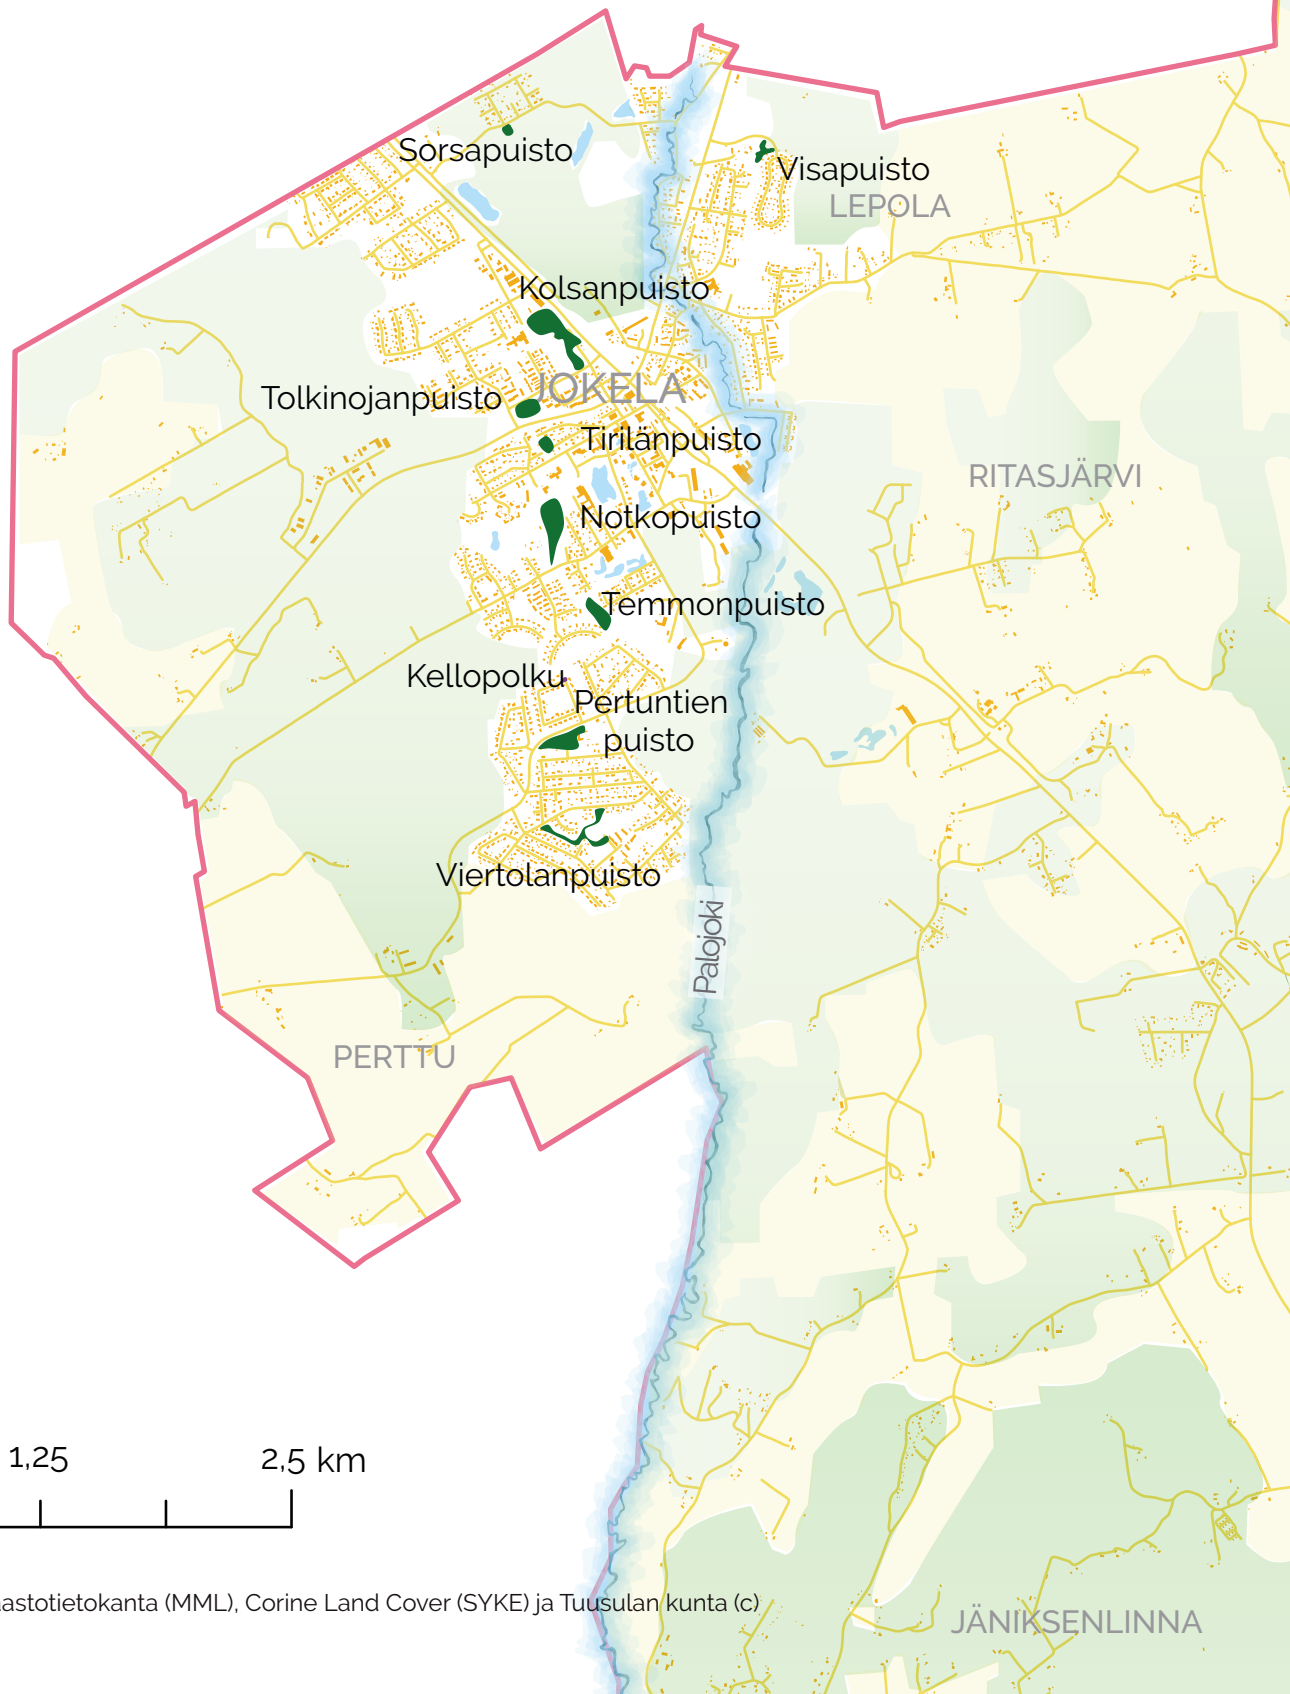 Sorsapuisto
Visapuisto
LEPOLA
Kolsanpuisto
JOKELA
Tolkinojanpuisto
Tirilänpuisto
RITASJÄRVI
Notkopuisto
Temmonpuisto
Kellopolku
Pertuntien
puisto
Viertolanpuisto
Palojoki
PERTTU
1,25
2,5 km
astotietokanta (MML), Corine Land Cover (SYKE) ja Tuusulan kunta (c)
JÄNIKSENLINNA